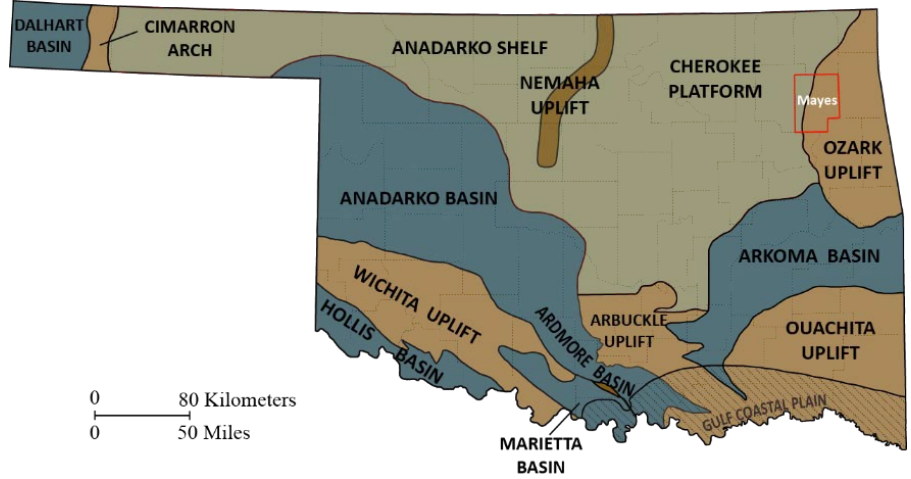 DALHART
BASIN
CIMARRON
ARCH
ANADARKO SHELF
NEMAHA
UPLIFT
CHEROKEE
PLATFORM
Mayes
OZARK
UPLIFT
ANADARKO BASIN
ARKOMA BASIN
WICHITA UPLIFT
HOLLIS BASIN
ARDMORE BASIN
ARBUCKLE
UPLIFT
OUACHITA
UPLIFT
GULF COASTAL PLAIN
MARIETTA
BASIN
0 80 Kilometers
0 50 Miles